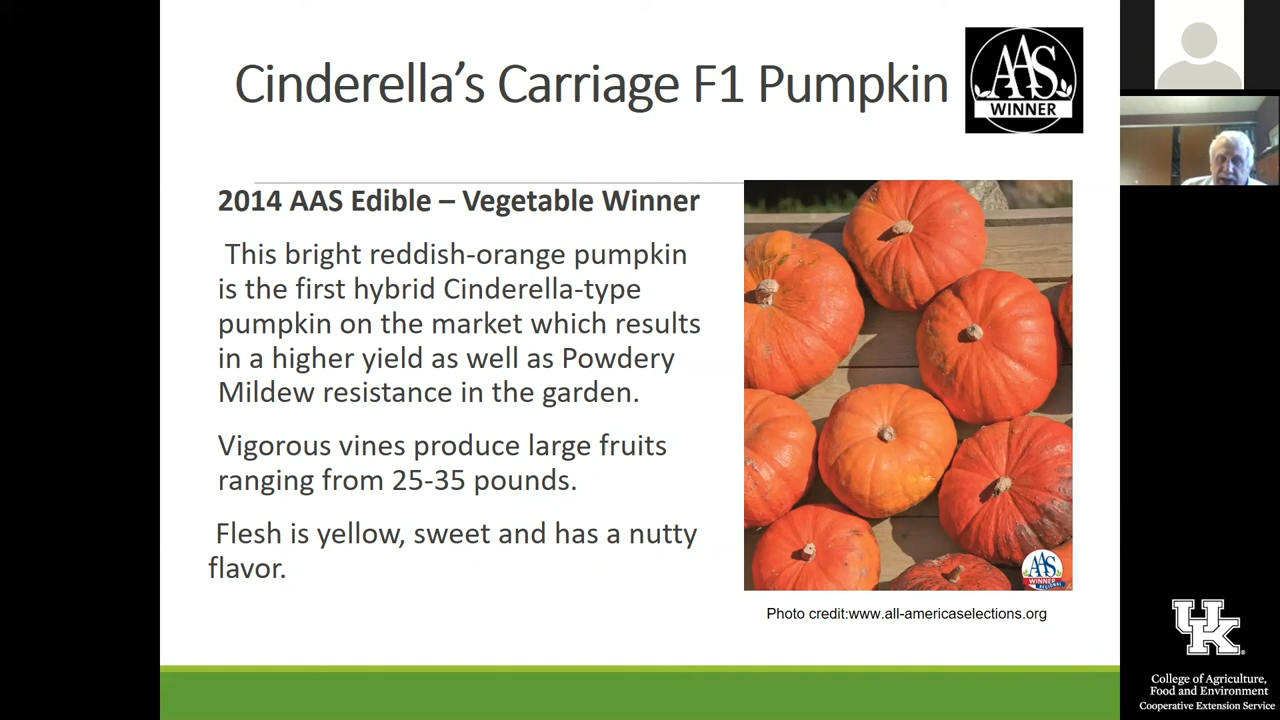 Cinderella's Carriage F1 Pumpkin
AAS
WINNER
2014 AAS Edible – Vegetable Winner
This bright reddish-orange pumpkin
is the first hybrid Cinderella-type
pumpkin on the market which results
in a higher yield as well as Powdery
Mildew resistance in the garden.
Vigorous vines produce large fruits
ranging from 25-35 pounds.
Flesh is yellow, sweet and has a nutty
flavor.
AAS
WINNER
REGIONAL
Photo credit:www.all-americaselections.org
UK
College of Agriculture,
Food and Environment
Cooperative Extension Service